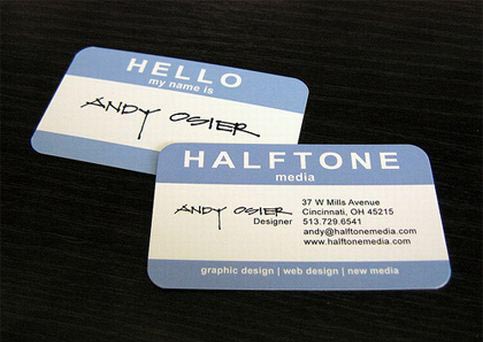 HELLO
my name is
ANDY OSIER
HALFTONE
media
ANDY OSIER
Designer
37 W Mills Avenue
Cincinnati, OH 45215
513.729.6541
andy@halftonemedia.com
www.halftonemedia.com
graphic design | web design | new media